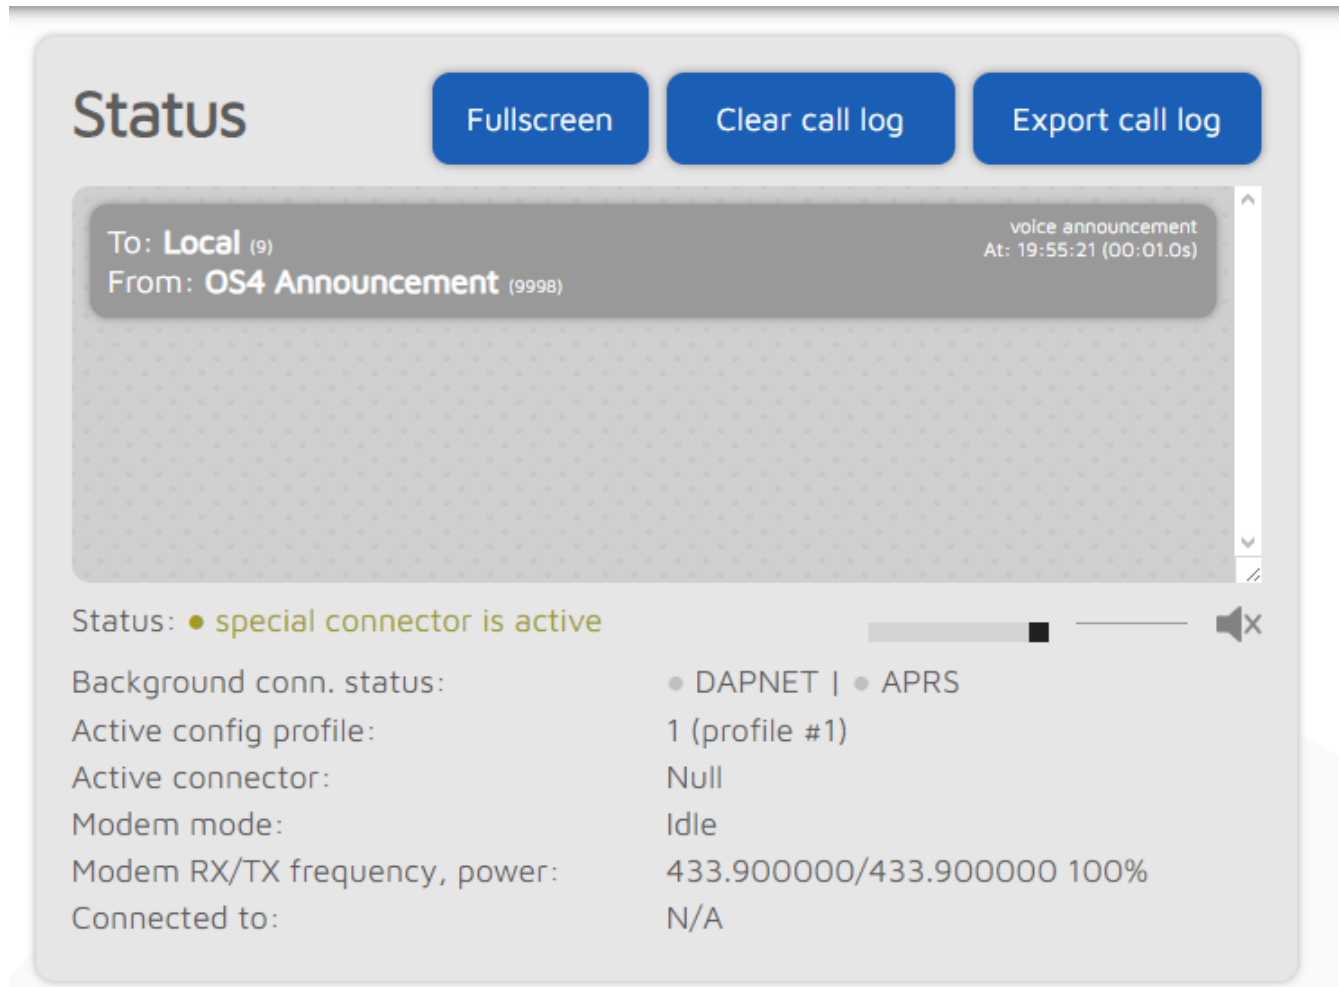 Status
Fullscreen
Clear call log
Export call log
To: Local (9)
From: OS4 Announcement (9998)
voice announcement
At: 19:55:21 (00:01.0s)
Status: ● special connector is active
Background conn. status: ● DAPNET | ● APRS
Active config profile: 1 (profile #1)
Active connector: Null
Modem mode: Idle
Modem RX/TX frequency, power: 433.900000/433.900000 100%
Connected to: N/A